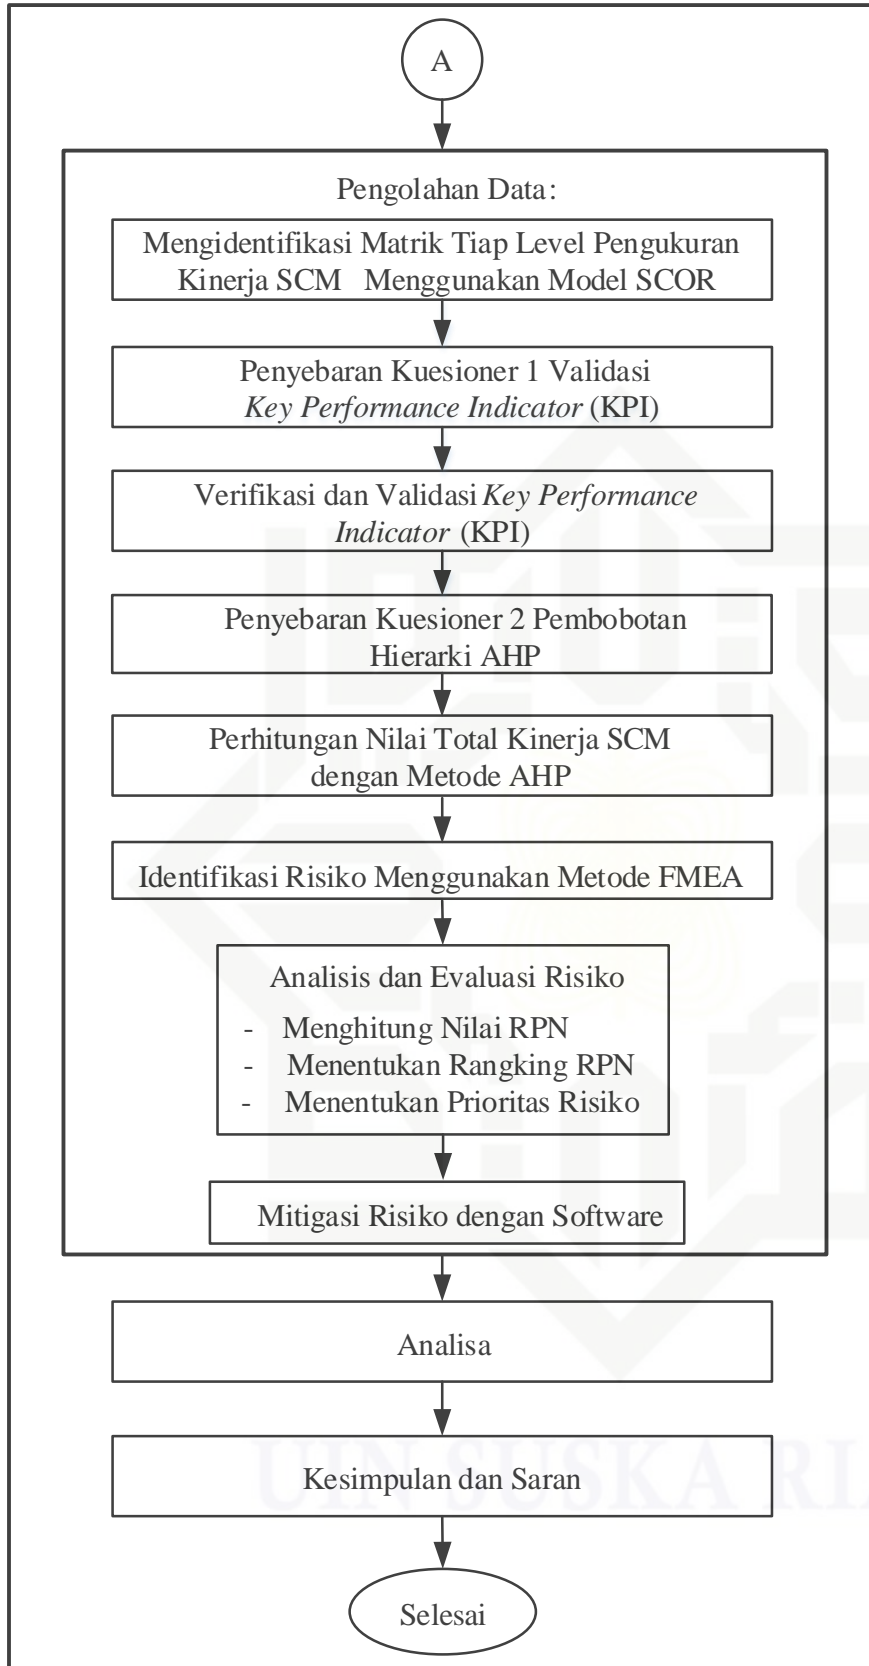 A
Pengolahan Data:
Mengidentifikasi Matrik Tiap Level Pengukuran
Kinerja SCM Menggunakan Model SCOR
Penyebaran Kuesioner 1 Validasi
Key Performance Indicator (KPI)
Verifikasi dan Validasi Key Performance
Indicator (KPI)
Penyebaran Kuesioner 2 Pembobotan
Hierarki AHP
Perhitungan Nilai Total Kinerja SCM
dengan Metode AHP
Identifikasi Risiko Menggunakan Metode FMEA
Analisis dan Evaluasi Risiko
- Menghitung Nilai RPN
- Menentukan Rangking RPN
- Menentukan Prioritas Risiko
Mitigasi Risiko dengan Software
Analisa
UIN SUSKA RI
Kesimpulan dan Saran
Selesai